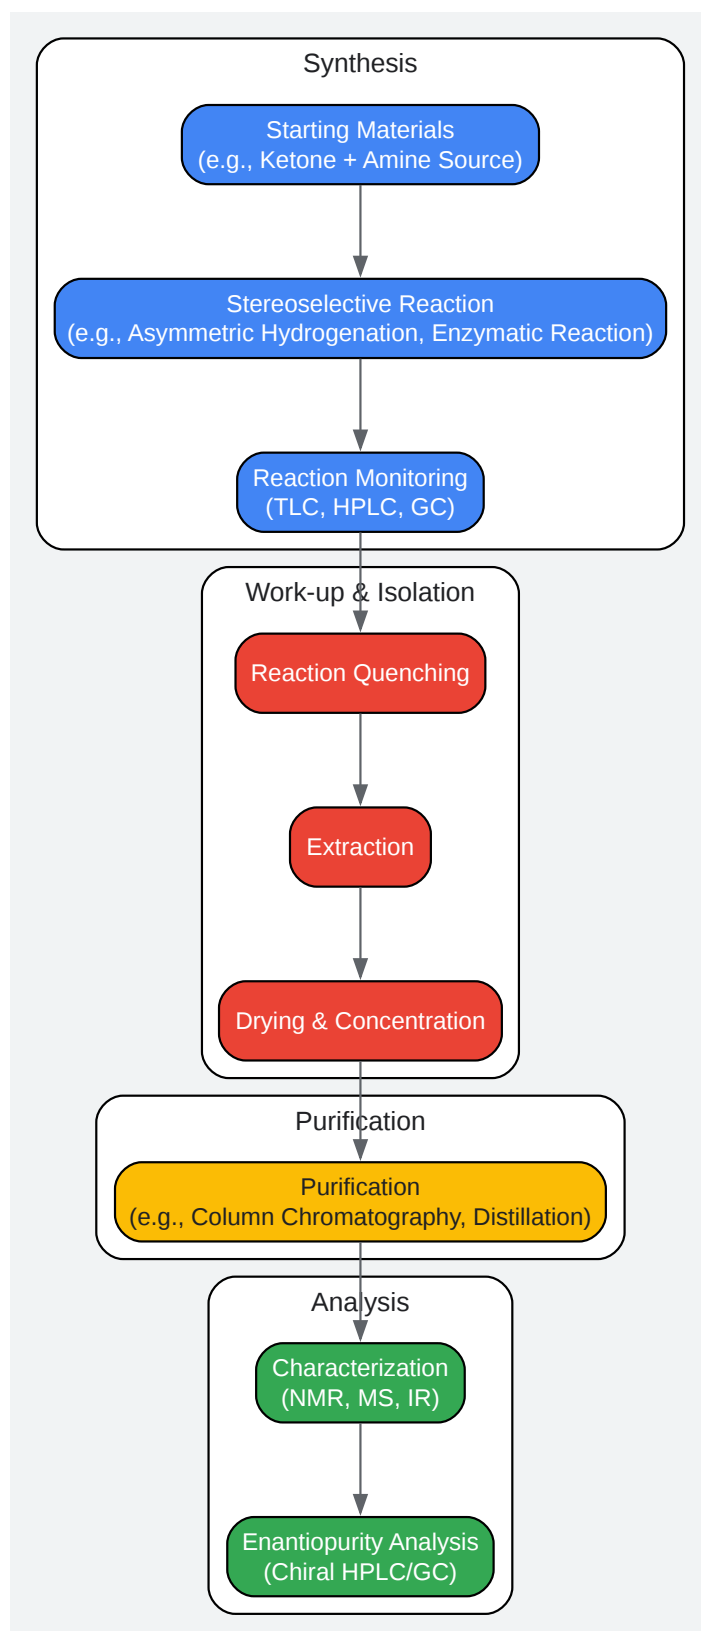 Synthesis
Starting Materials
(e.g., Ketone + Amine Source)
Stereoselective Reaction
(e.g., Asymmetric Hydrogenation, Enzymatic Reaction)
Reaction Monitoring
(TLC, HPLC, GC)
Work-up & Isolation
Reaction Quenching
Extraction
Drying & Concentration
Purification
Purification
(e.g., Column Chromatography, Distillation)
Analysis
Characterization
(NMR, MS, IR)
Enantiopurity Analysis
(Chiral HPLC/GC)